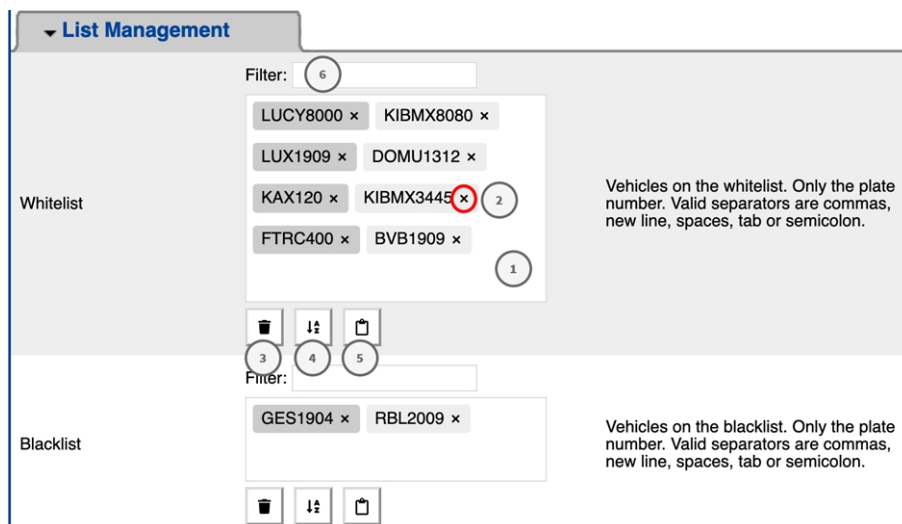 List Management
Filter: 6
LUCY8000 × KIBMX8080 ×
LUX1909 × DOMU1312 ×
KAX120 × KIBMX3445 × 2
FTRC400 × BVB1909 ×
1
Whitelist
Vehicles on the whitelist. Only the plate
number. Valid separators are commas,
new line, spaces, tab or semicolon.
3 4 5
Filter:
GES1904 × RBL2009 ×
Blacklist
Vehicles on the blacklist. Only the plate
number. Valid separators are commas,
new line, spaces, tab or semicolon.